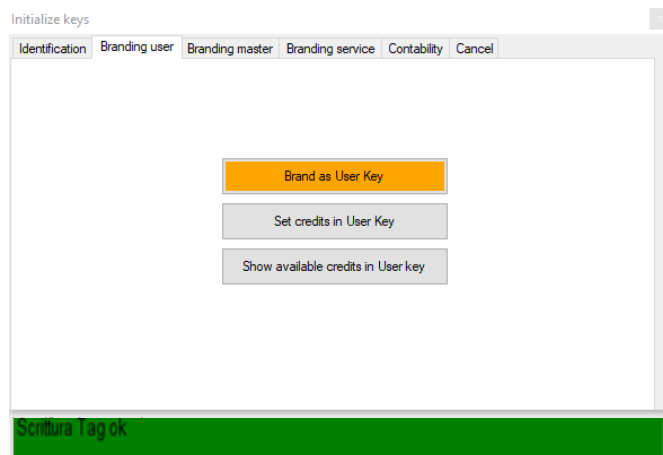 Initialize keys
Identification Branding user Branding master Branding service Contability Cancel
Brand as User Key
Set credits in User Key
Show available credits in User key
Scrittura Tag ok